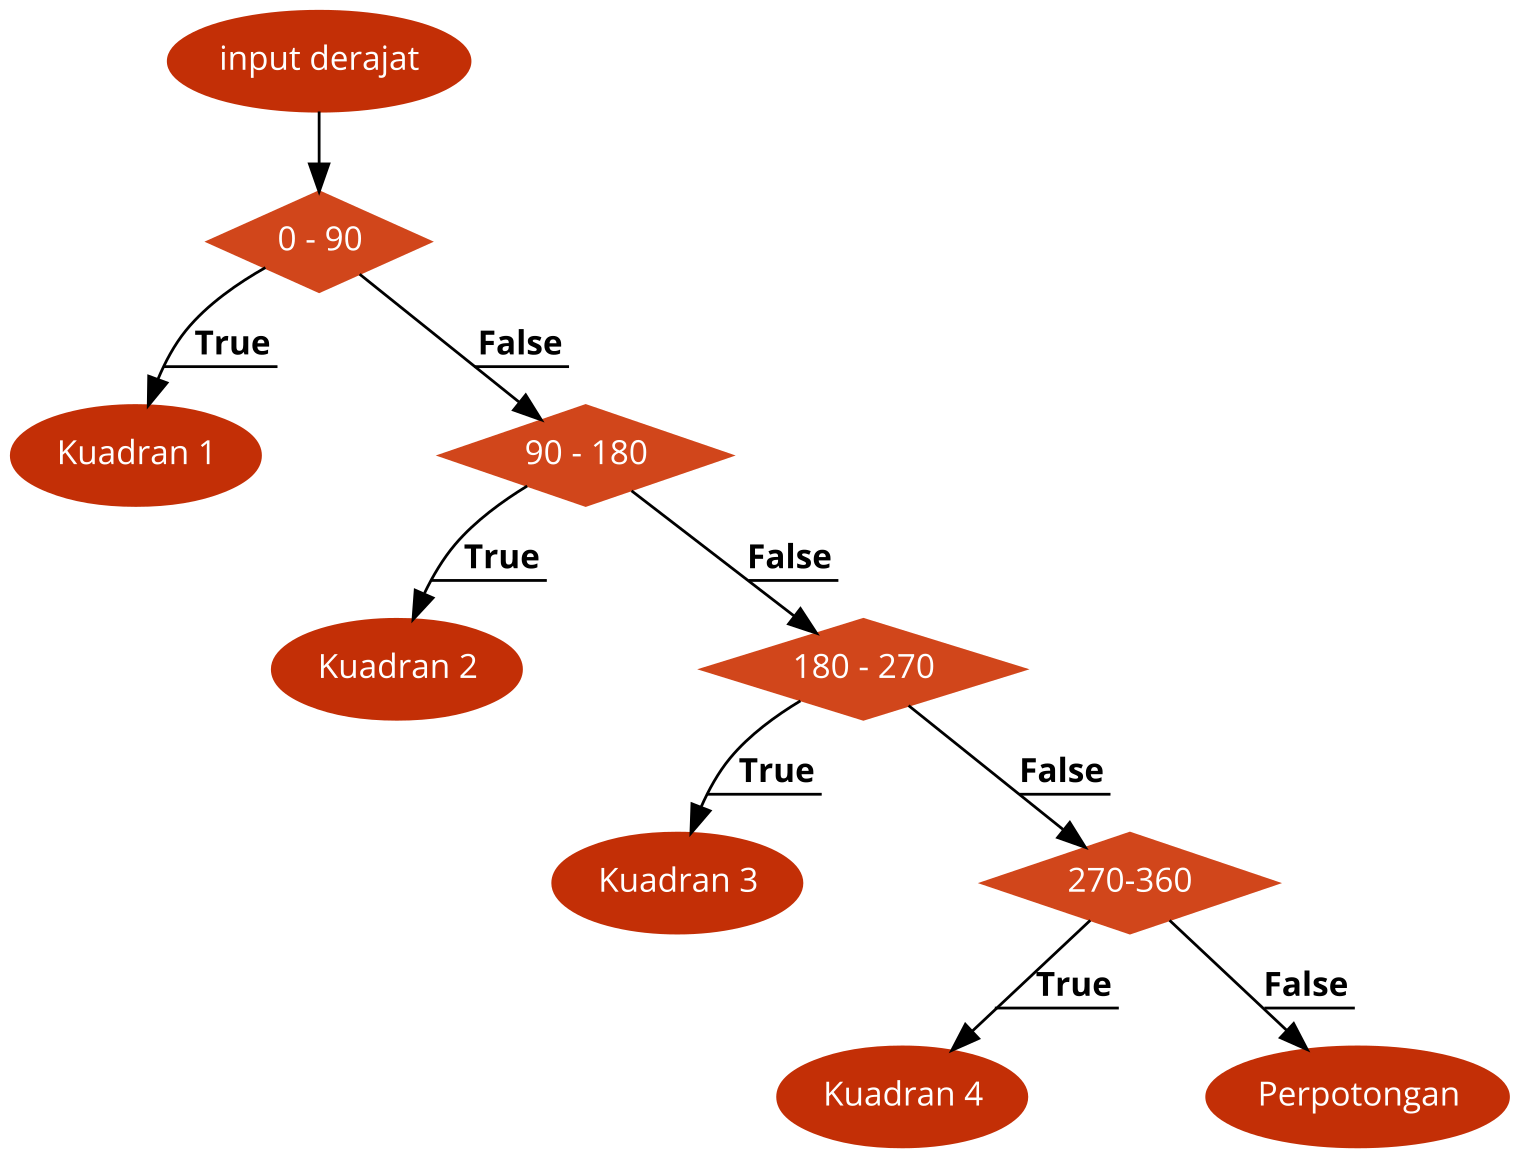 input derajat
0 - 90
True
False
Kuadran 1
90 - 180
True
False
Kuadran 2
180 - 270
True
False
Kuadran 3
270-360
True
False
Kuadran 4
Perpotongan